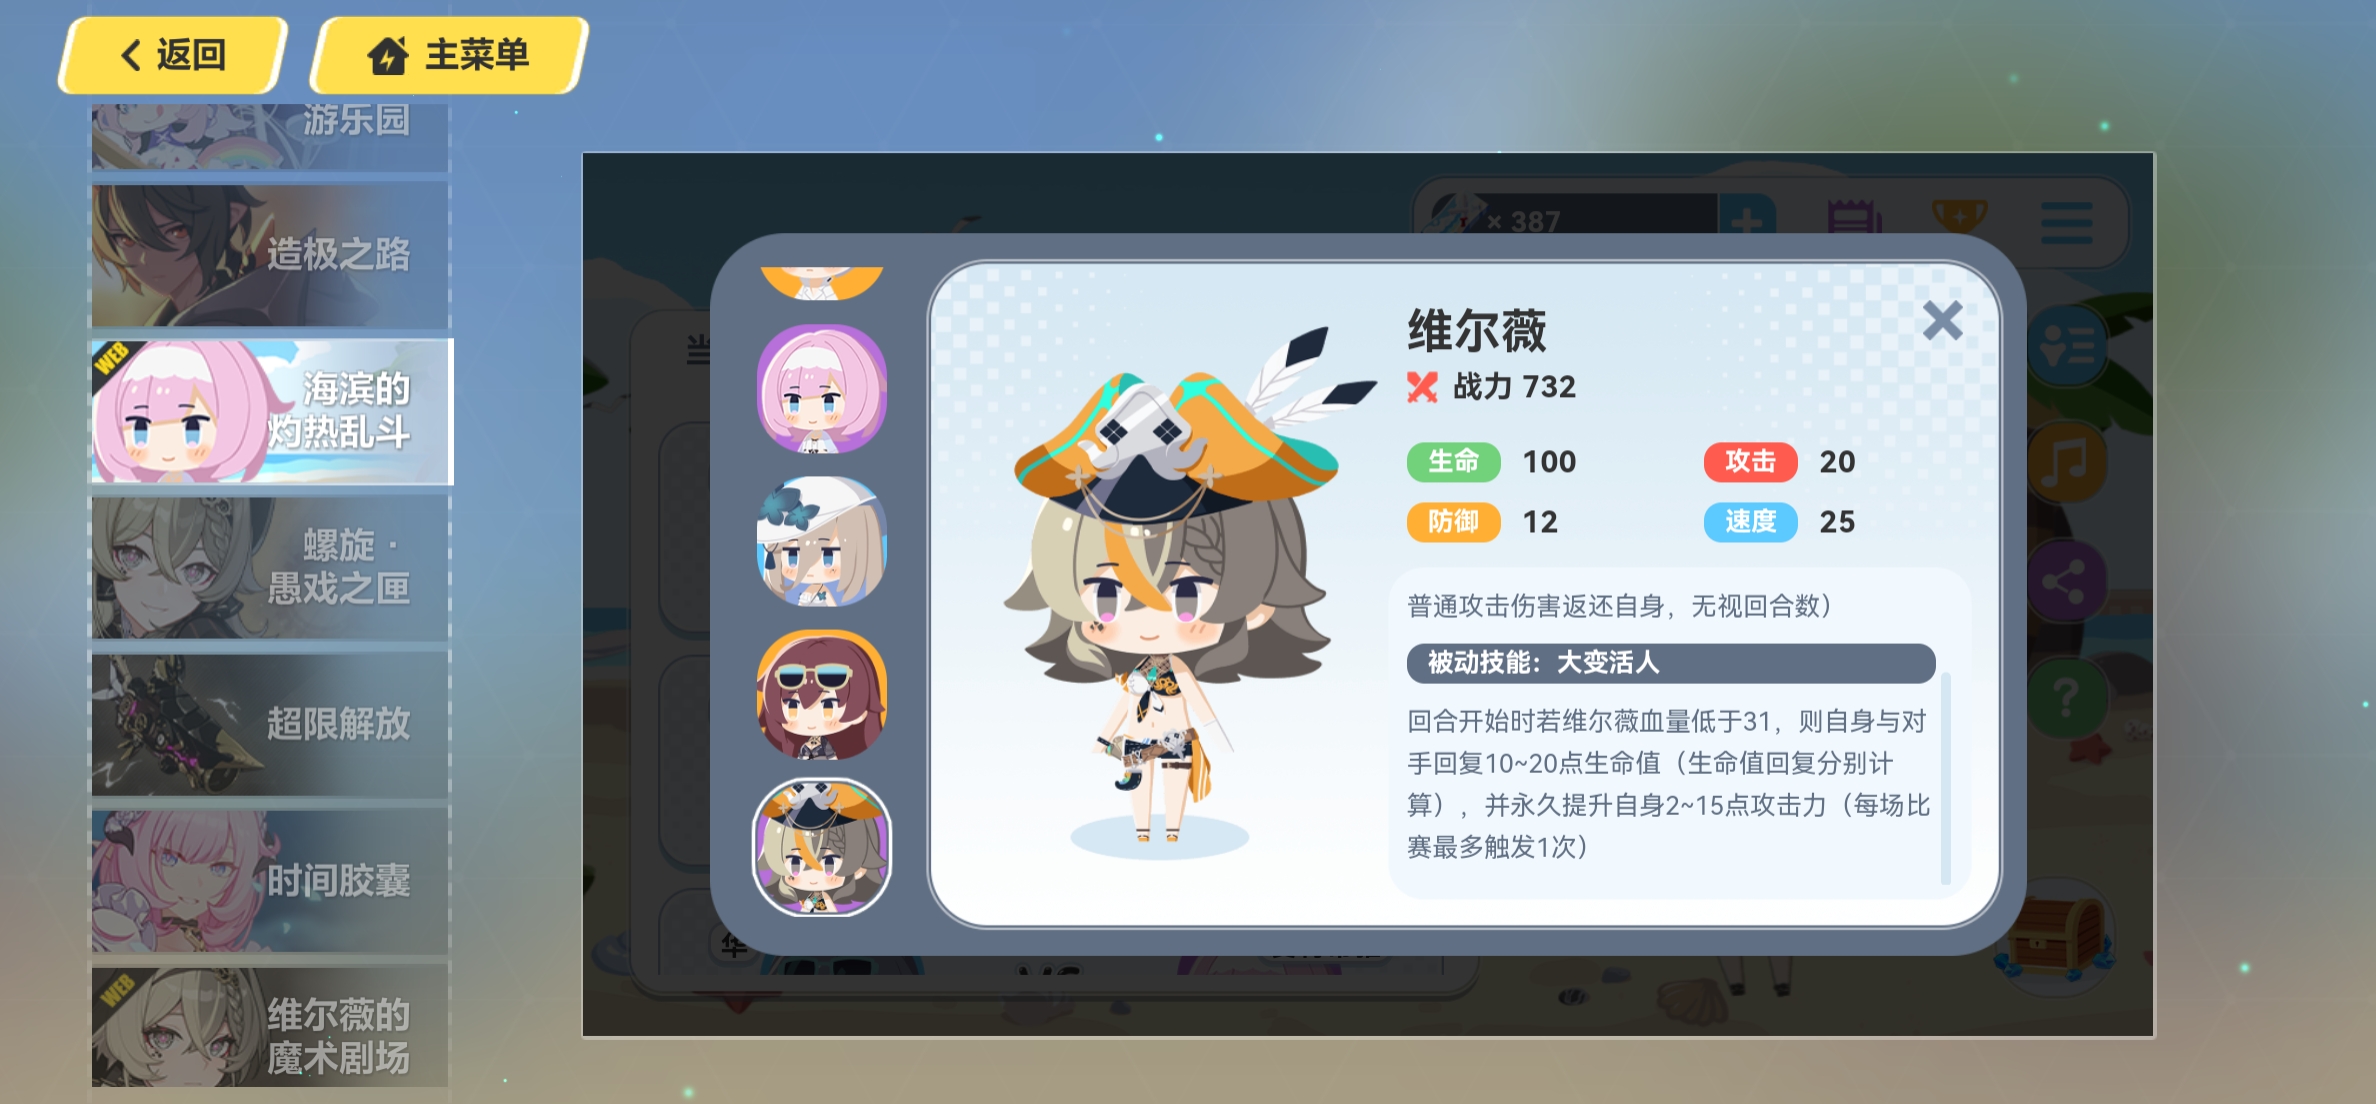 返回
主菜单
游乐园
造极之路
WEB
海滨的
灼热乱斗
螺旋·
愚戏之匣
超限解放
时间胶囊
WEB
维尔薇的
魔术剧场
× 387
当
维尔薇
战力 732
生命 100
攻击 20
防御 12
速度 25
普通攻击伤害返还自身，无视回合数）
被动技能：大变活人
回合开始时若维尔薇血量低于31，则自身与对
手回复10~20点生命值（生命值回复分别计
算），并永久提升自身2~15点攻击力（每场比
赛最多触发1次）
华
VS